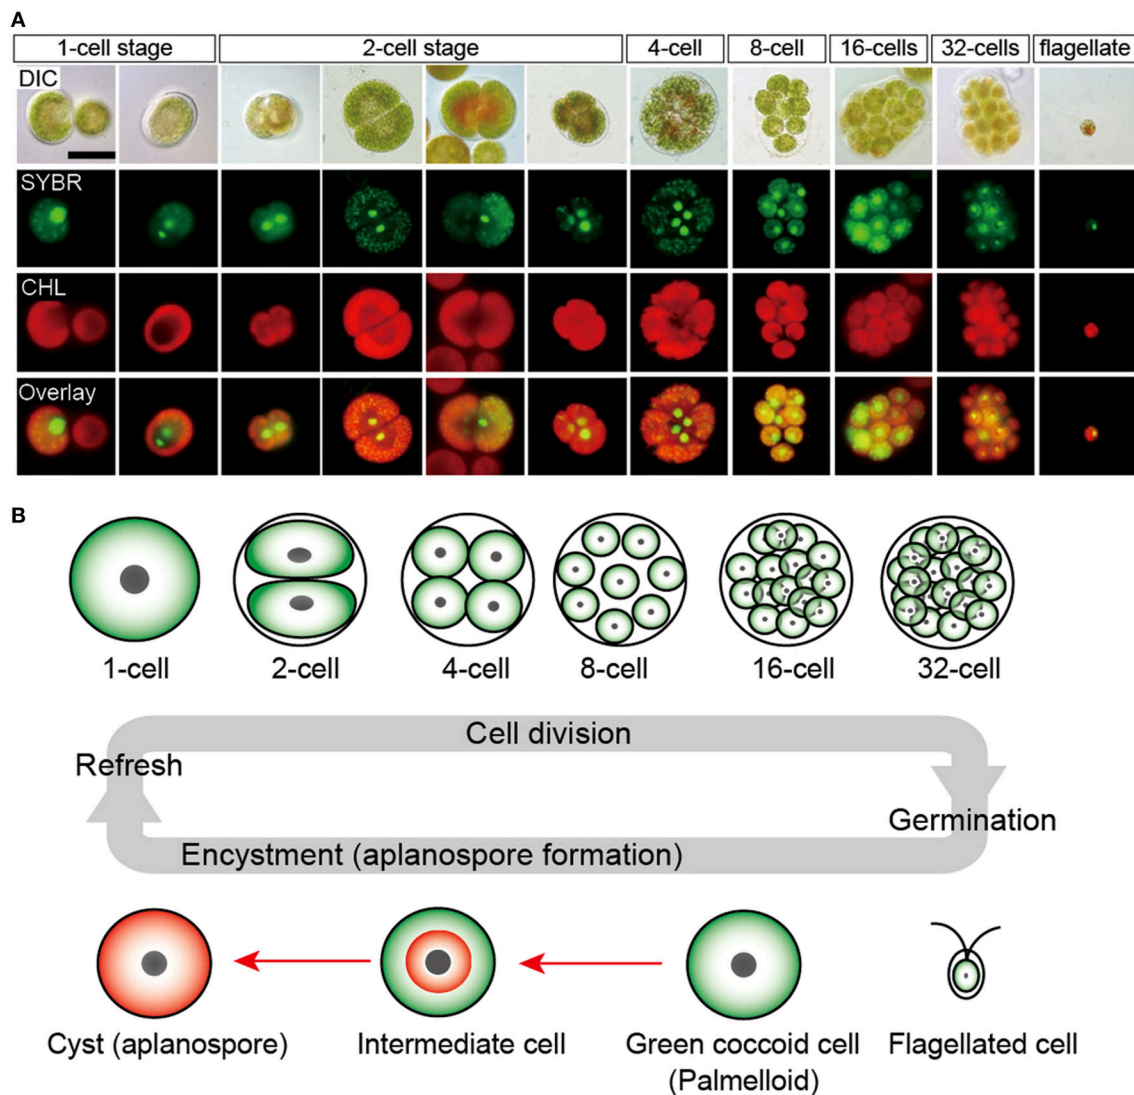 A
1-cell stage 2-cell stage 4-cell 8-cell 16-cells 32-cells flagellate
DIC
SYBR
CHL
Overlay
B
1-cell 2-cell 4-cell 8-cell 16-cell 32-cell
Cell division
Refresh
Germination
Encystment (aplanospore formation)
Cyst (aplanospore) Intermediate cell Green coccoid cell Flagellated cell
(Palmelloid)